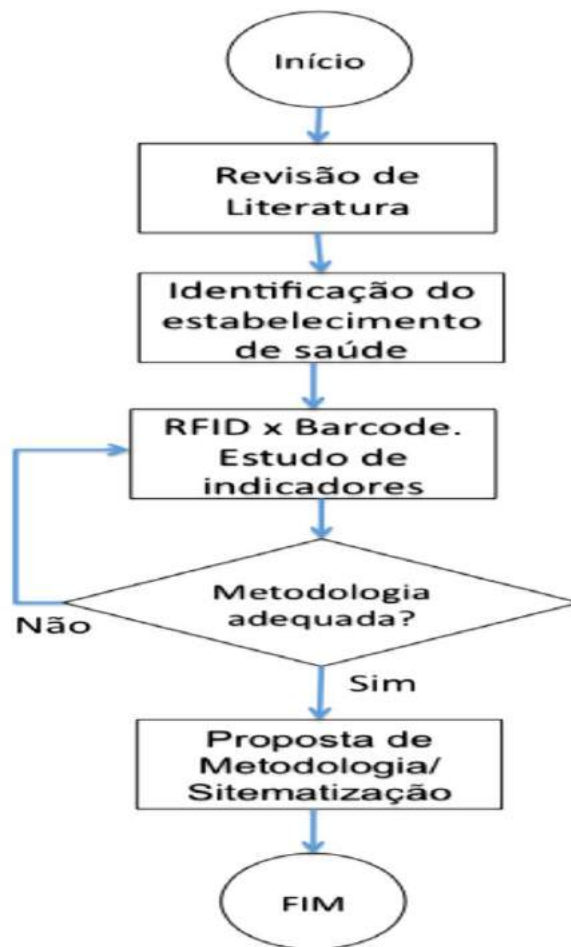 Início
Revisão de
Literatura
Identificação do
estabelecimento
de saúde
RFID x Barcode.
Estudo de
indicadores
Metodologia
adequada?
Não
Sim
Proposta de
Metodologia/
Sitematização
FIM